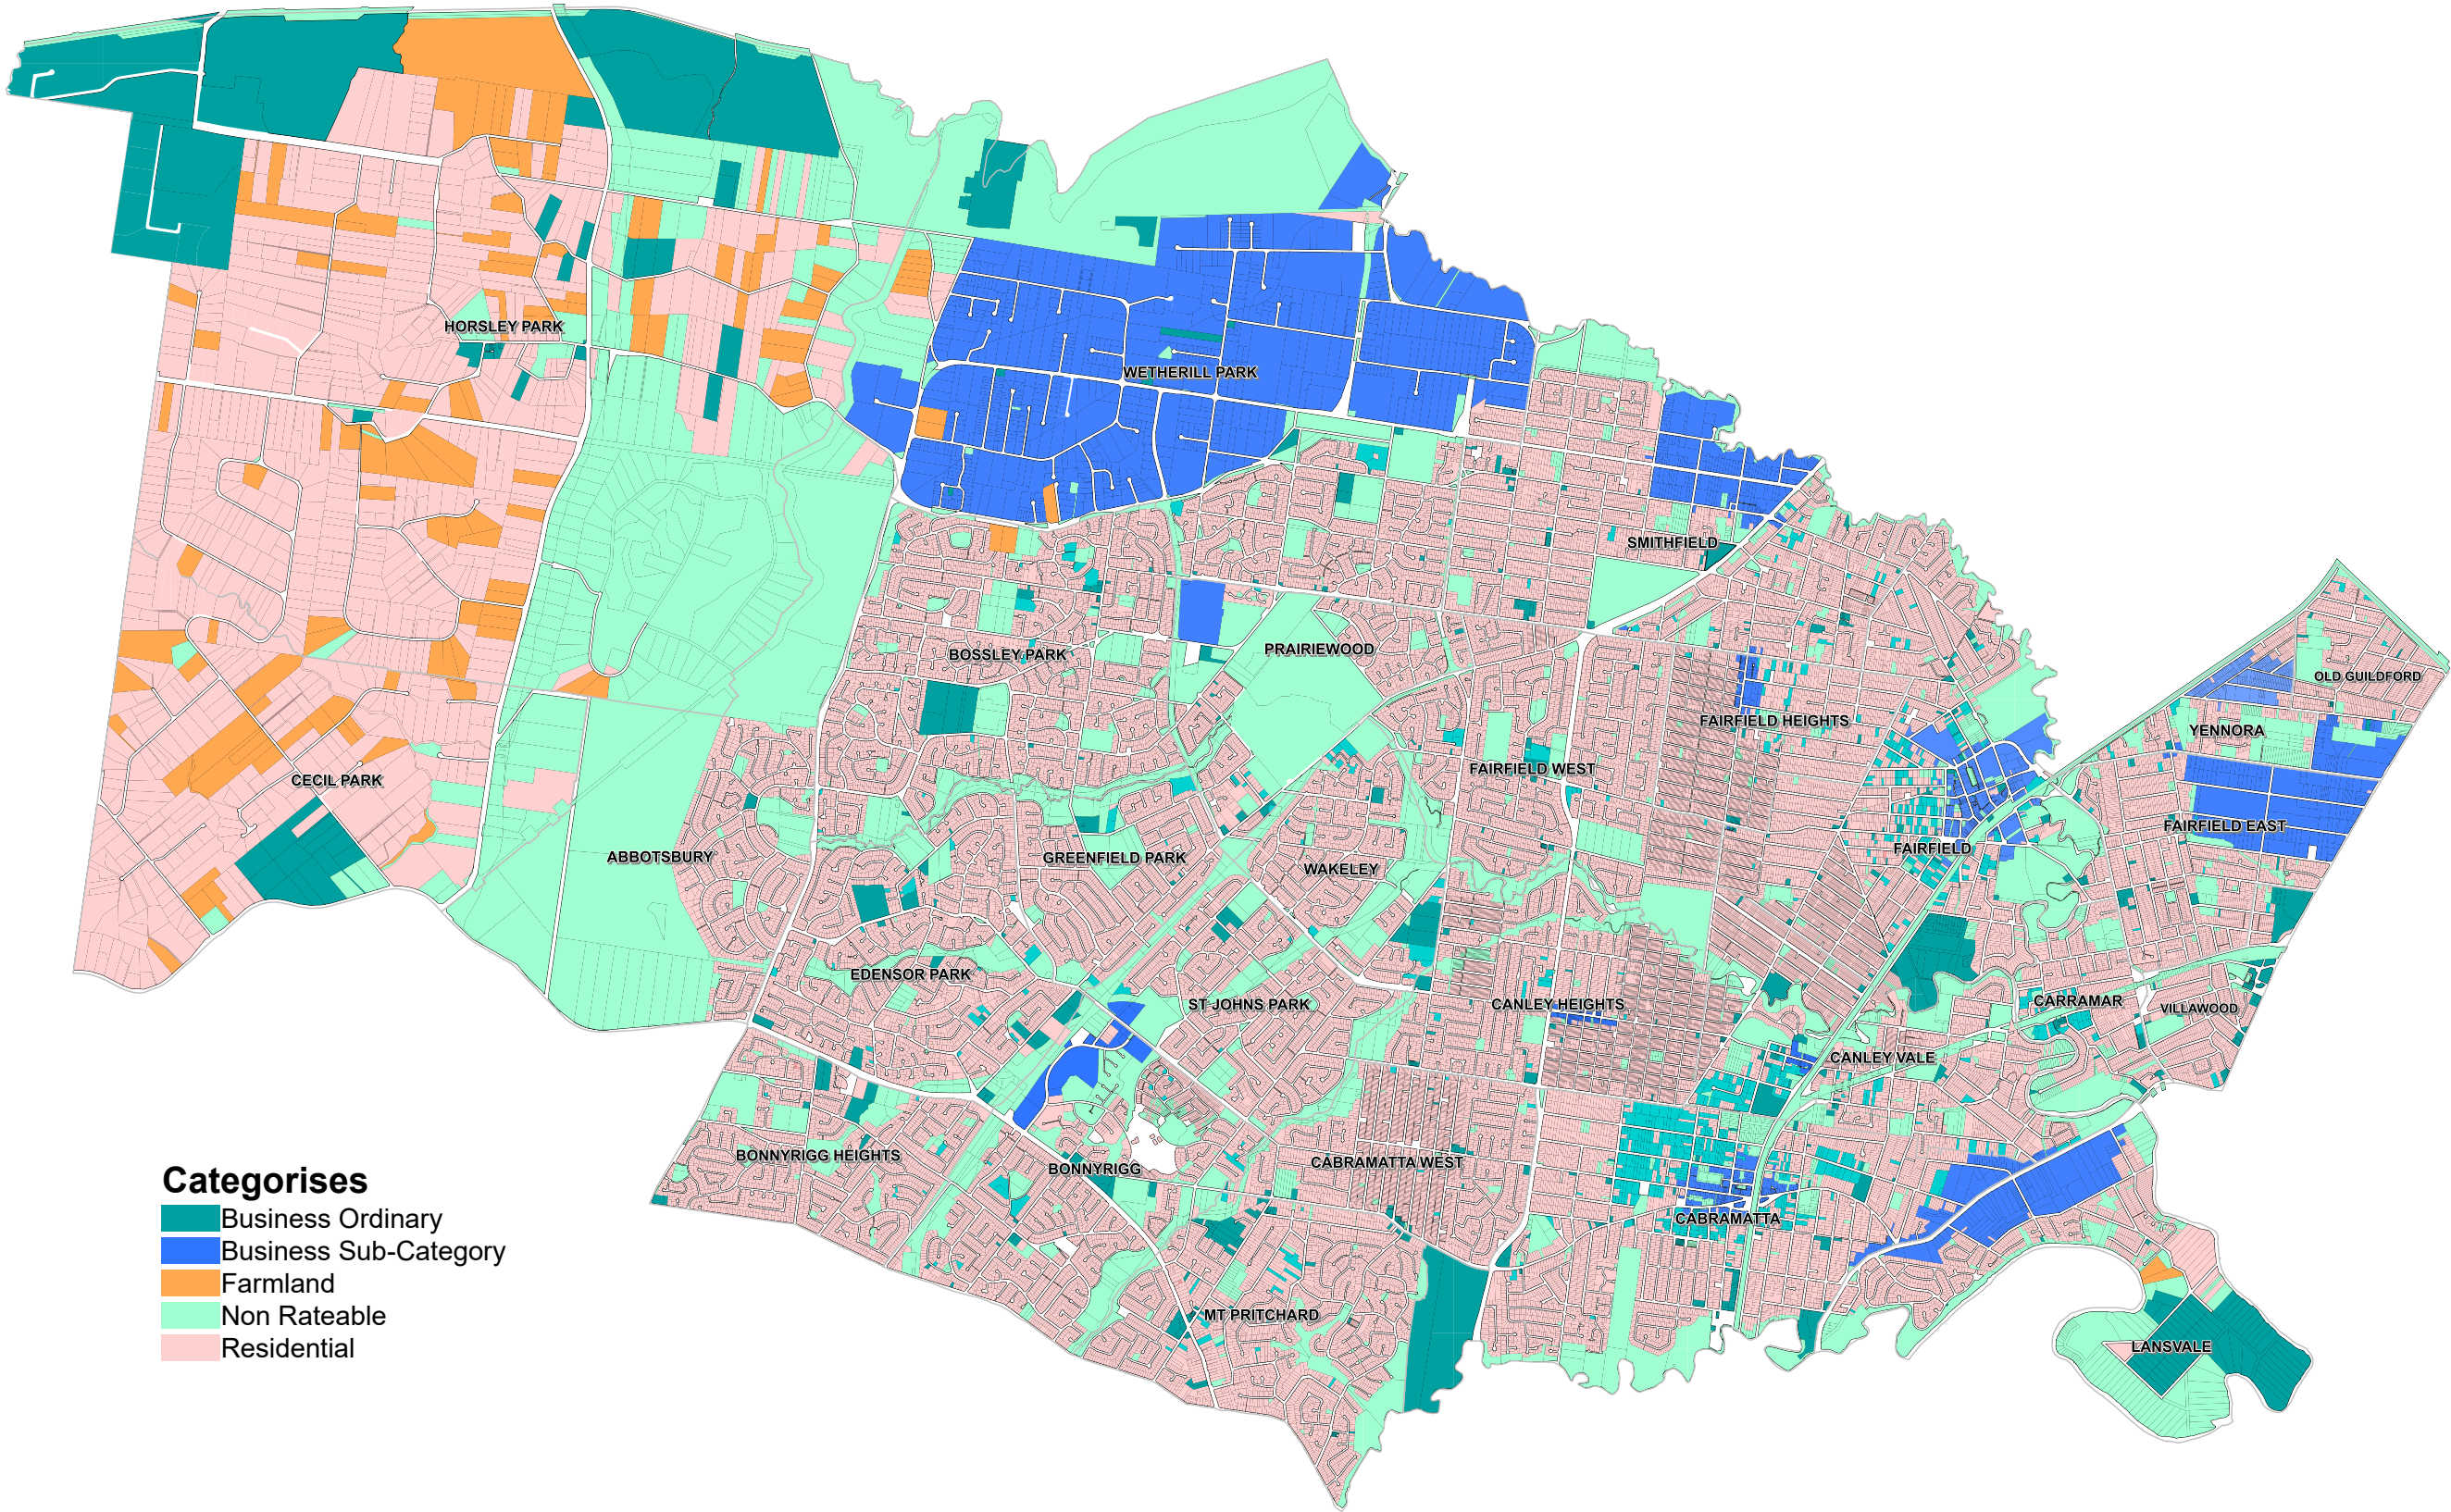 HORSLEY PARK
WETHERILL PARK
SMITHFIELD
BOSSLEY PARK
PRAIRIEWOOD
OLD GUILDFORD
FAIRFIELD HEIGHTS
YENNORA
FAIRFIELD WEST
CECIL PARK
FAIRFIELD EAST
FAIRFIELD
ABBOTSBURY
GREENFIELD PARK
WAKELEY
EDENSOR PARK
ST JOHNS PARK
CANLEY HEIGHTS
CARRAMAR
VILLAWOOD
CANLEY VALE
BONNYRIGG HEIGHTS
BONNYRIGG
CABRAMATTA WEST
CABRAMATTA
MT PRITCHARD
LANSVALE
Categorises
Business Ordinary
Business Sub-Category
Farmland
Non Rateable
Residential